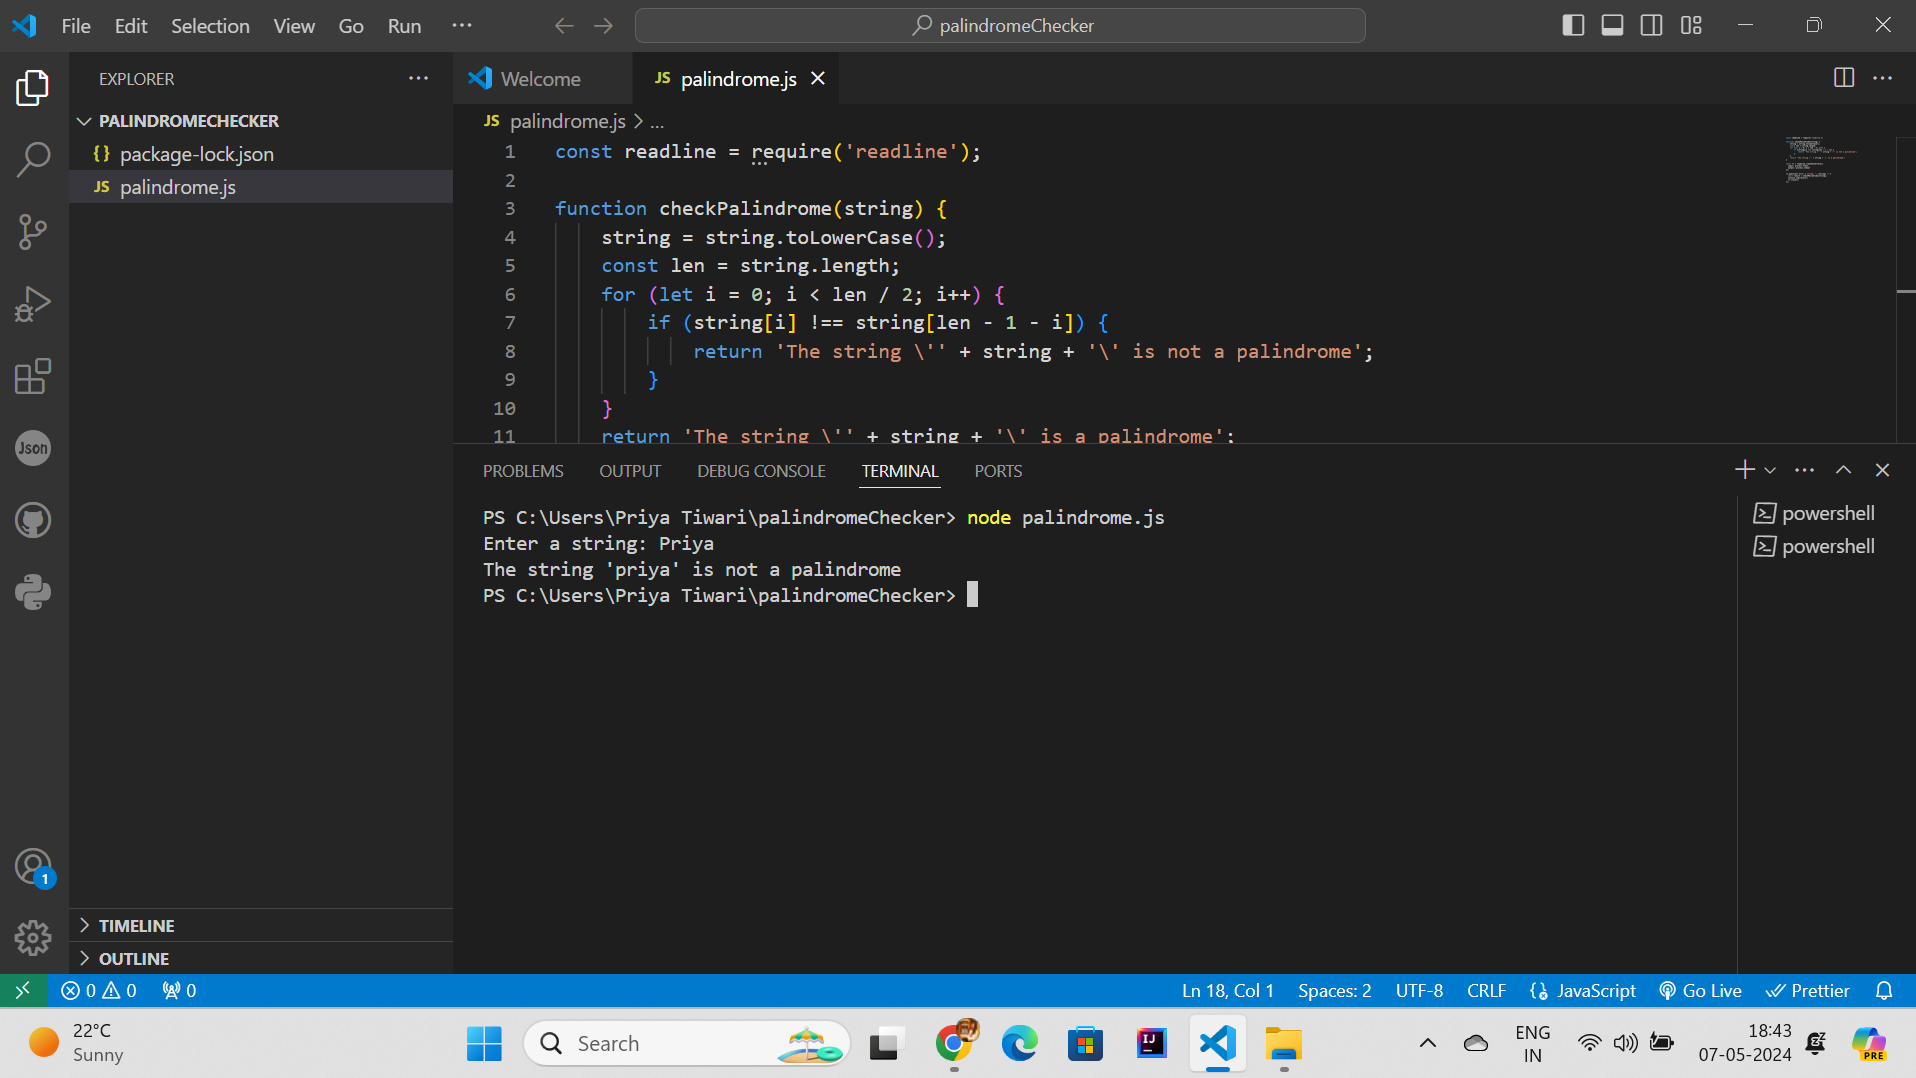 File Edit Selection View Go Run ...
palindromeChecker
EXPLORER
PALINDROMECHECKER
{} package-lock.json
JS palindrome.js
Welcome
JS palindrome.js
JS palindrome.js > ...
1 const readline = require('readline');
2
3 function checkPalindrome(string) {
4 string = string.toLowerCase();
5 const len = string.length;
6 for (let i = 0; i < len / 2; i++) {
7 if (string[i] !== string[len - 1 - i]) {
8 return 'The string \'' + string + '\' is not a palindrome';
9 }
10 }
11 return 'The string \'' + string + '\' is a palindrome';
PROBLEMS OUTPUT DEBUG CONSOLE TERMINAL PORTS
PS C:\Users\Priya Tiwari\palindromeChecker> node palindrome.js
Enter a string: Priya
The string 'priya' is not a palindrome
PS C:\Users\Priya Tiwari\palindromeChecker>
powershell
powershell
Json
1
TIMELINE
OUTLINE
0 0 0
Ln 18, Col 1 Spaces: 2 UTF-8 CRLF JavaScript Go Live Prettier
22°C
Sunny
Search
IJ
ENG
IN
18:43
07-05-2024
PRE